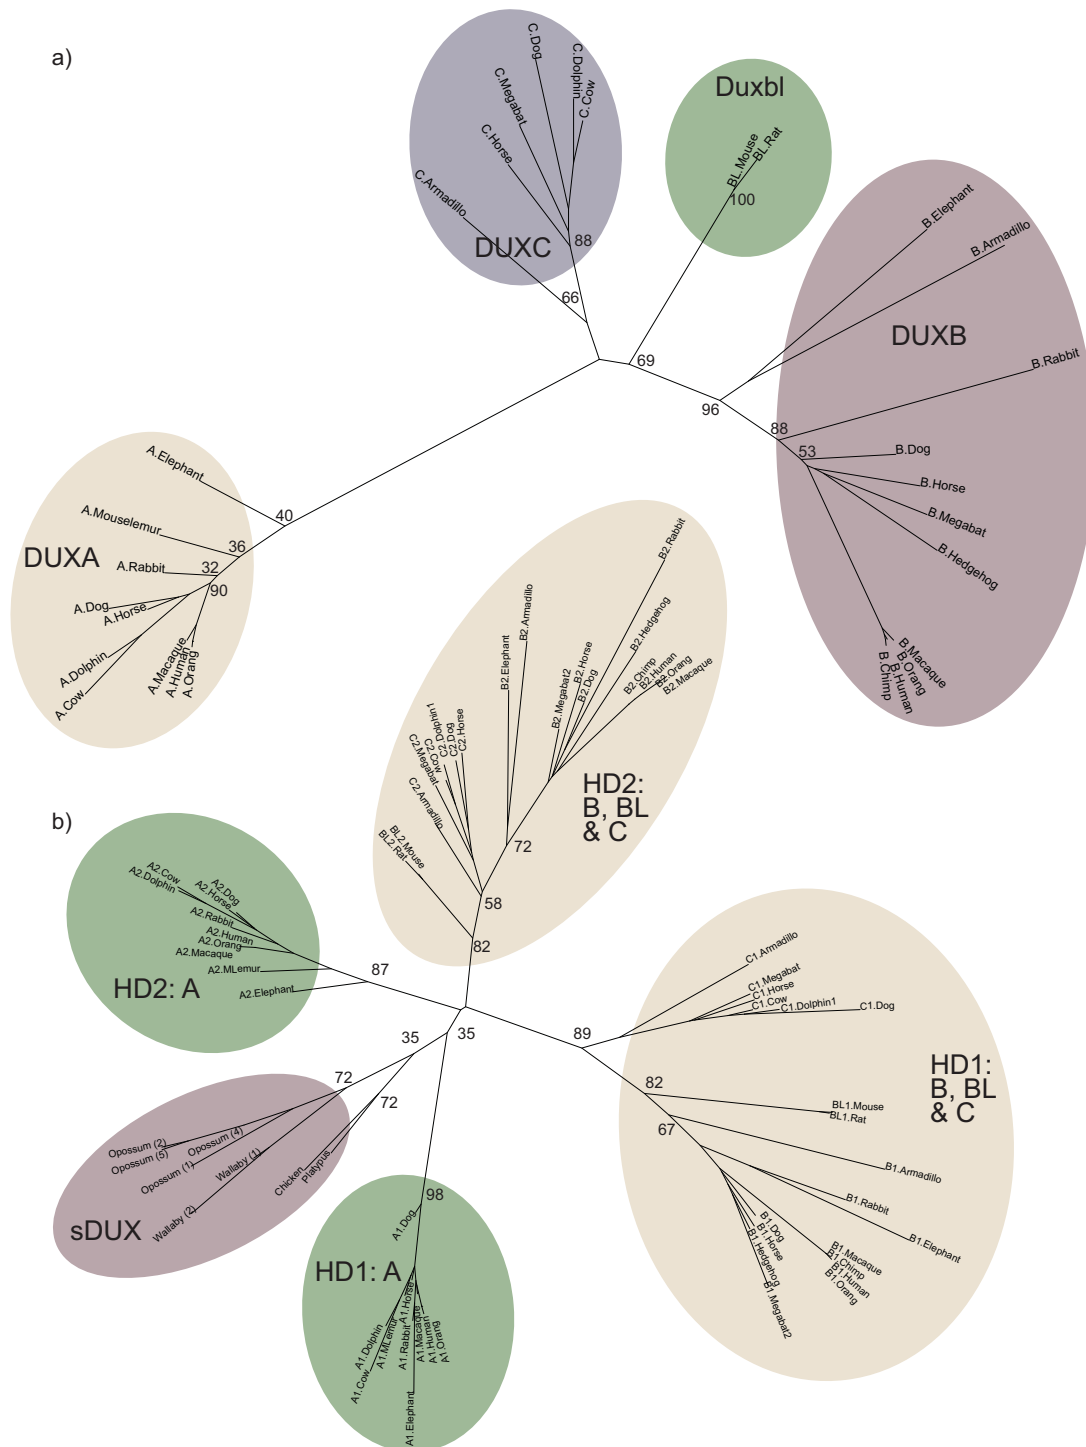 a)
C.Dog
C.Dolphin
C.Cow
C.Megabat
C.Horse
C.Armadillo
DUXC
88
66
Duxbl
BL.Mouse
BL.Rat
100
69
B.Elephant
B.Armadillo
DUXB
B.Rabbit
96
88
53
B.Dog
B.Horse
B.Megabat
B.Hedgehog
B.Macaque
B.Orang
B.Human
B.Chimp
A.Elephant
40
A.Mouselemur
36
DUXA
A.Rabbit
32
90
A.Dog
A.Horse
A.Dolphin
A.Cow
A.Macaque
A.Human
A.Orang
b)
B2.Rabbit
B2.Armadillo
B2.Elephant
B2.Hedgehog
B2.Horse
B2.Dog
B2.Megabat2
B2.Chimp
B2.Human
B2.Orang
B2.Macaque
C2.Dolphin1
C2.Horse
C2.Dog
C2.Cow
C2.Megabat
C2.Armadillo
BL2.Mouse
BL2.Rat
HD2:
B, BL
& C
72
58
82
A2.Cow
A2.Dolphin
A2.Dog
A2.Horse
A2.Rabbit
A2.Human
A2.Orang
A2.Macaque
A2.MLemur
A2.Elephant
HD2: A
87
35
35
89
C1.Armadillo
C1.Megabat
C1.Horse
C1.Cow
C1.Dolphin1
C1.Dog
HD1:
B, BL
& C
82
67
BL1.Mouse
BL1.Rat
B1.Armadillo
B1.Rabbit
B1.Elephant
B1.Dog
B1.Horse
B1.Hedgehog
B1.Megabat2
B1.Macaque
B1.Chimp
B1.Human
B1.Orang
72
72
Opossum (2)
Opossum (5)
Opossum (4)
Opossum (1)
Wallaby (1)
Wallaby (2)
Chicken
Platypus
sDUX
98
A1.Dog
HD1: A
A1.Horse
A1.Dolphin
A1.MLemur
A1.Cow
A1.Rabbit
A1.Macaque
A1.Human
A1.Orang
A1.Elephant